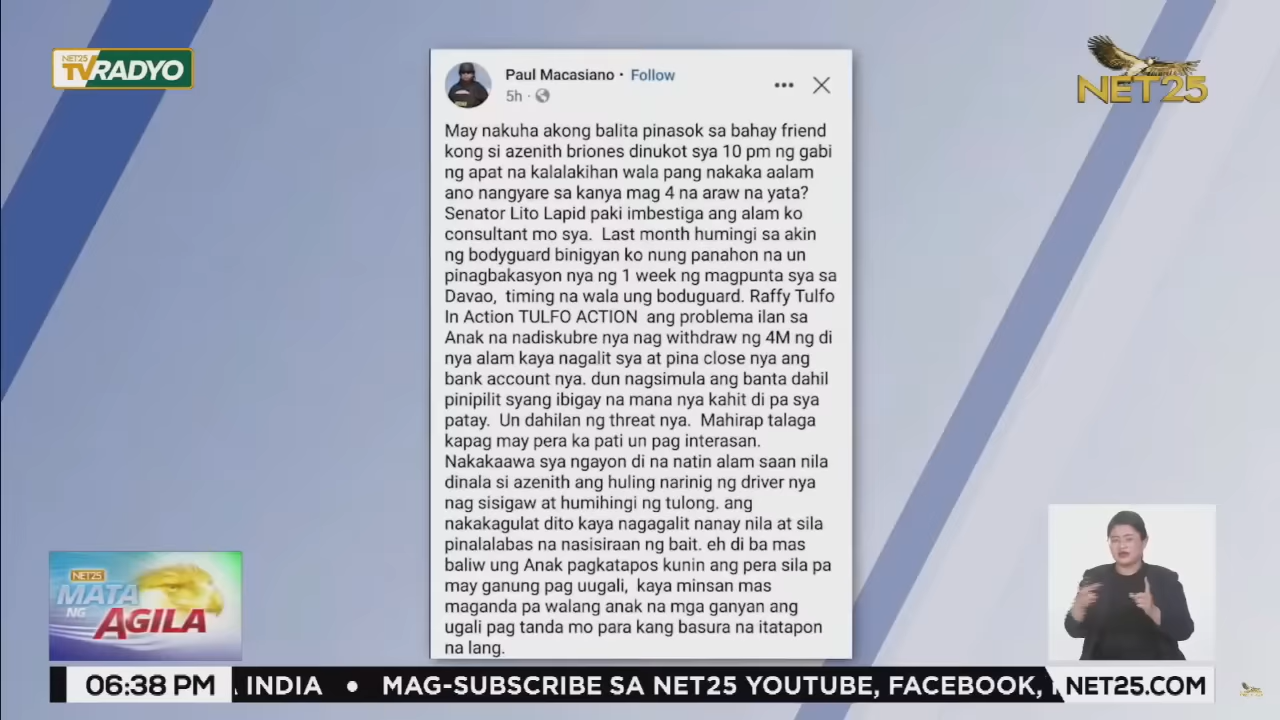 NET25
TVRADYO
NET25
Paul Macasiano · Follow
5h ·
May nakuha akong balita pinasok sa bahay friend
kong si azenith briones dinukot sya 10 pm ng gabi
ng apat na kalalakihan wala pang nakaka aalam
ano nangyare sa kanya mag 4 na araw na yata?
Senator Lito Lapid paki imbestiga ang alam ko
consultant mo sya. Last month humingi sa akin
ng bodyguard binigyan ko nung panahon na un
pinagbakasyon nya ng 1 week ng magpunta sya sa
Davao, timing na wala ung boduguard. Raffy Tulfo
In Action TULFO ACTION ang problema ilan sa
Anak na nadiskubre nya nag withdraw ng 4M ng di
nya alam kaya nagalit sya at pina close nya ang
bank account nya. dun nagsimula ang banta dahil
pinipilit syang ibigay na mana nya kahit di pa sya
patay. Un dahilan ng threat nya. Mahirap talaga
kapag may pera ka pati un pag interasan.
Nakakaawa sya ngayon di na natin alam saan nila
dinala si azenith ang huling narinig ng driver nya
nag sisigaw at humihingi ng tulong. ang
nakakagulat dito kaya nagagalit nanay nila at sila
pinalalabas na nasisiraan ng bait. eh di ba mas
baliw ung Anak pagkatapos kunin ang pera sila pa
may ganung pag uugali, kaya minsan mas
maganda pa walang anak na mga ganyan ang
ugali pag tanda mo para kang basura na itatapon
na lang.
NET25
MATA
NG
AGILA
06:38 PM
INDIA • MAG-SUBSCRIBE SA NET25 YOUTUBE, FACEBOOK,
NET25.COM
NET25